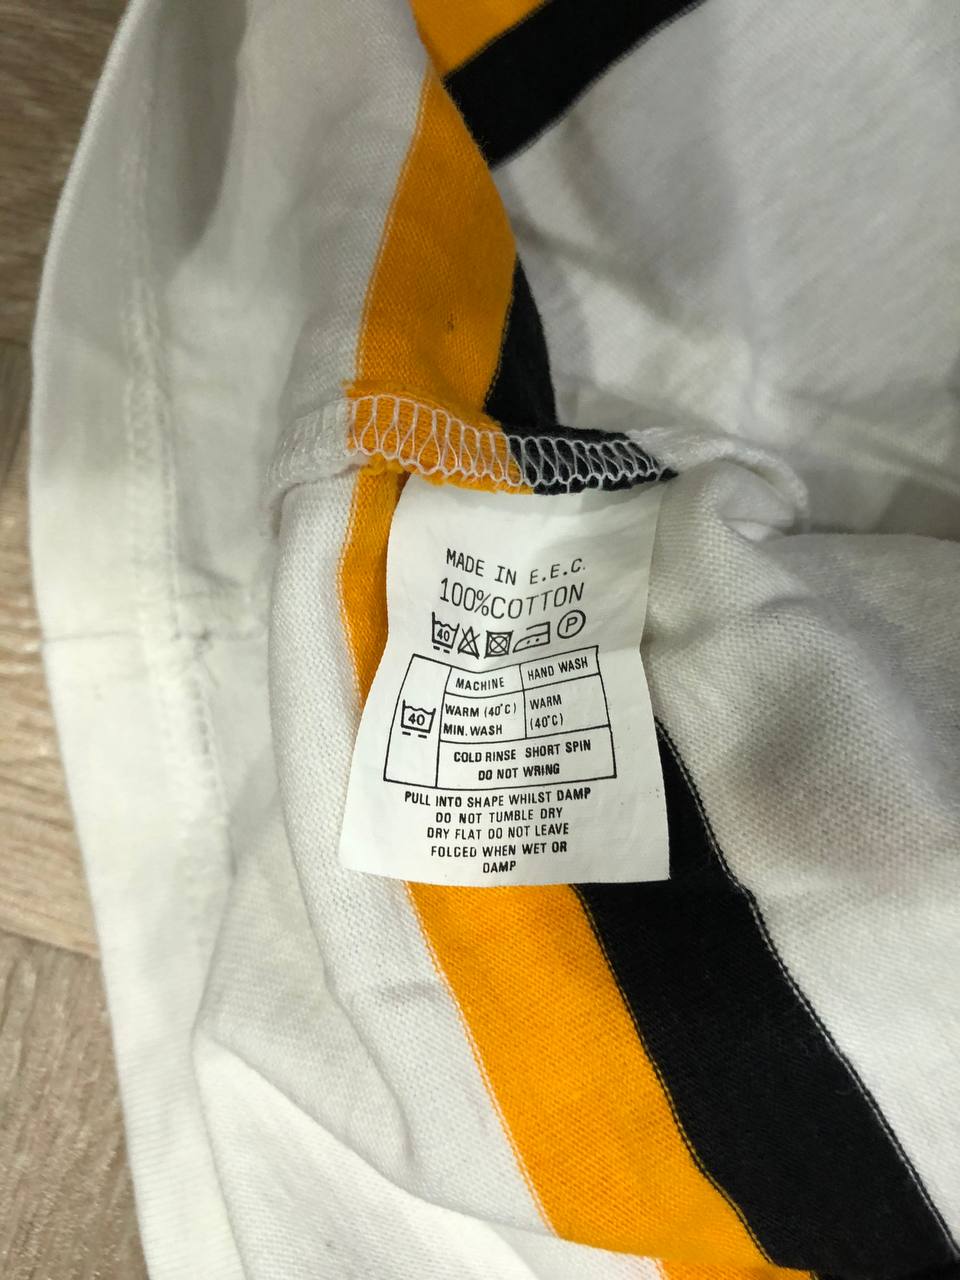 MADE IN E.E.C.
100%COTTON
40 P
MACHINE HAND WASH
40 WARM (40°C) WARM
MIN. WASH (40°C)
COLD RINSE SHORT SPIN
DO NOT WRING
PULL INTO SHAPE WHILST DAMP
DO NOT TUMBLE DRY
DRY FLAT DO NOT LEAVE
FOLCED WHEN WET OR
DAMP